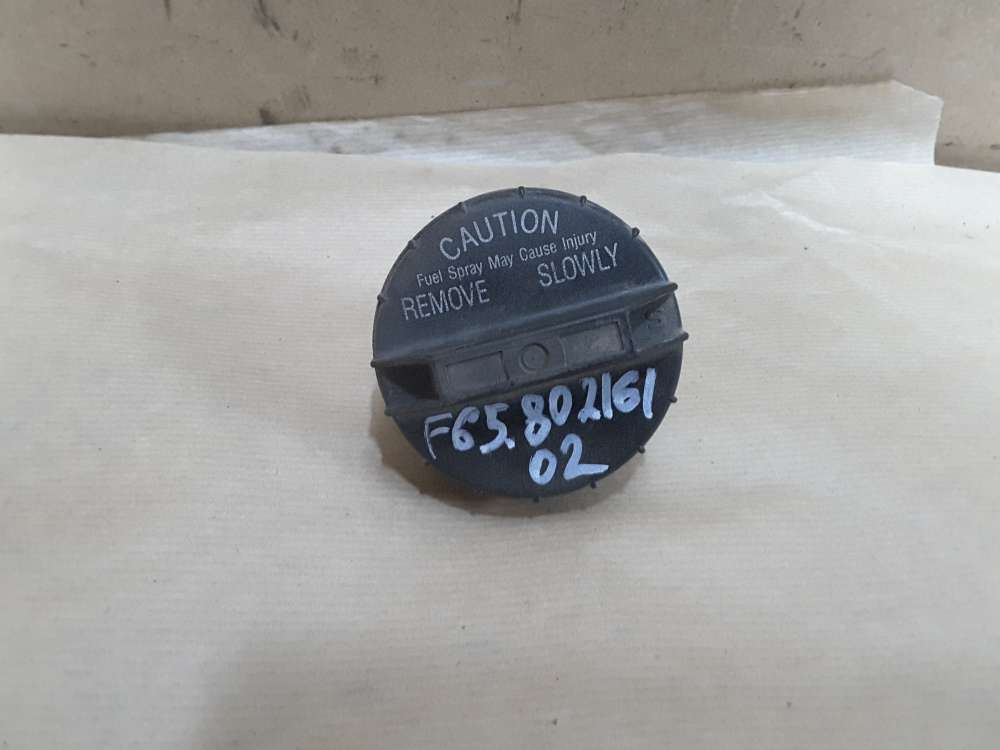 CAUTION
Fuel Spray May Cause Injury
REMOVE SLOWLY
F65.802161
02